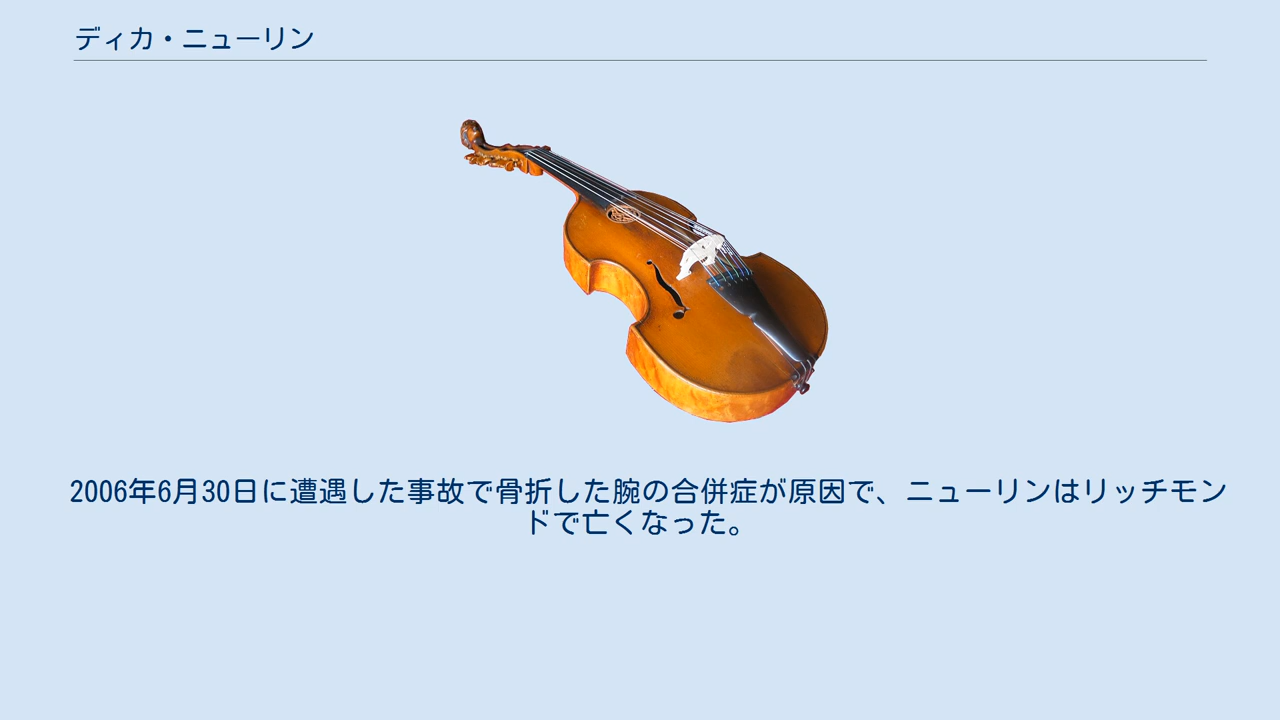 ディカ・ニューリン
2006年6月30日に遭遇した事故で骨折した腕の合併症が原因で、ニューリンはリッチモン
ドで亡くなった。